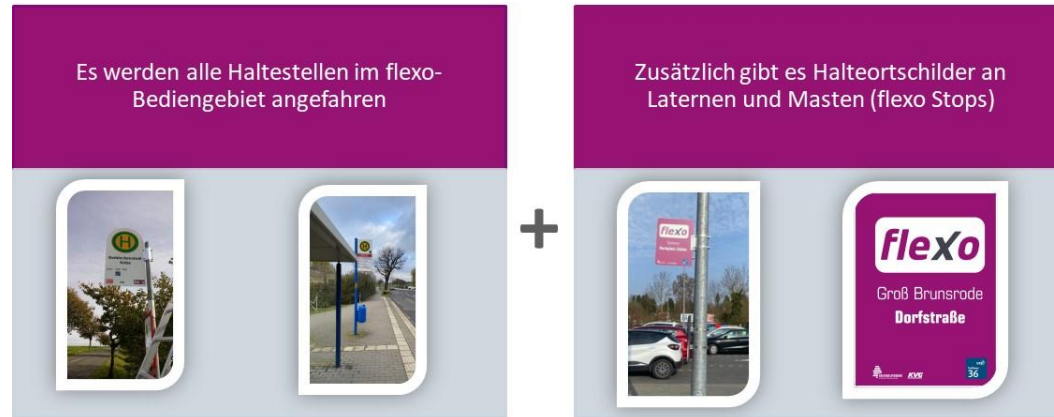 Es werden alle Haltestellen im flexo-
Bediengebiet angefahren
Zusätzlich gibt es Halteortschilder an
Laternen und Masten (flexo Stops)
H
+
flexo
flexo
Groß Brunsrode
Dorfstraße
KVG
36